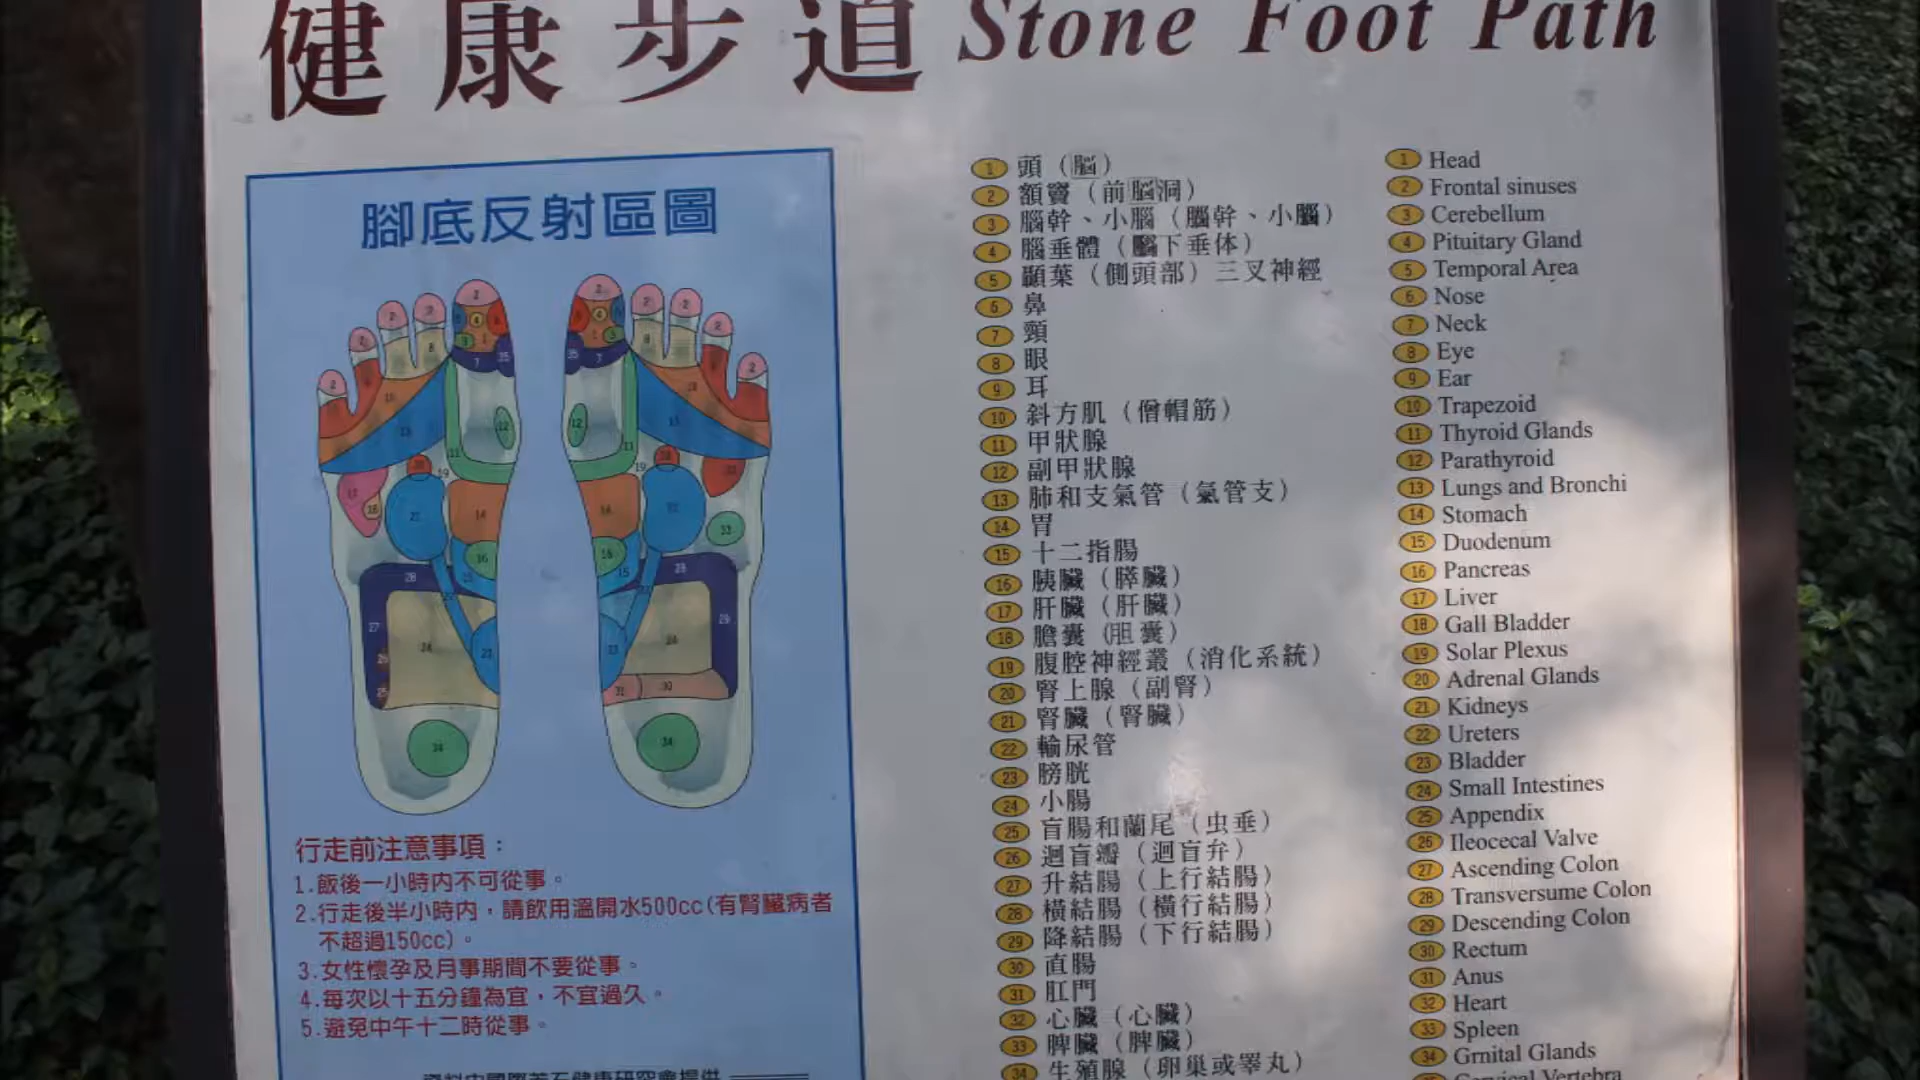 健康步道 Stone Foot Path
腳底反射區圖
行走前注意事項：
1.飯後一小時內不可從事。
2.行走後半小時內，請飲用溫開水500cc(有腎臟病者
不超過150cc)。
3.女性懷孕及月事期間不要從事。
4.每次以十五分鐘為宜，不宜過久。
5.避免中午十二時從事。
1 頭（脳）
2 額竇（前脳洞）
3 腦幹、小腦（腦幹、小腦）
4 腦垂體（腦下垂体）
5 顳葉（側頭部）三叉神經
6 鼻
7 頸
8 眼
9 耳
10 斜方肌（僧帽筋）
11 甲狀腺
12 副甲狀腺
13 肺和支氣管（氣管支）
14 胃
15 十二指腸
16 胰臟（膵臟）
17 肝臟（肝臟）
18 膽囊（胆囊）
19 腹腔神經叢（消化系統）
20 腎上腺（副腎）
21 腎臟（腎臟）
22 輸尿管
23 膀胱
24 小腸
25 盲腸和蘭尾（虫垂）
26 迴盲瓣（迴盲弁）
27 升結腸（上行結腸）
28 橫結腸（橫行結腸）
29 降結腸（下行結腸）
30 直腸
31 肛門
32 心臟（心臟）
33 脾臟（脾臟）
34 生殖腺（卵巢或睪丸）
1 Head
2 Frontal sinuses
3 Cerebellum
4 Pituitary Gland
5 Temporal Area
6 Nose
7 Neck
8 Eye
9 Ear
10 Trapezoid
11 Thyroid Glands
12 Parathyroid
13 Lungs and Bronchi
14 Stomach
15 Duodenum
16 Pancreas
17 Liver
18 Gall Bladder
19 Solar Plexus
20 Adrenal Glands
21 Kidneys
22 Ureters
23 Bladder
24 Small Intestines
25 Appendix
26 Ileocecal Valve
27 Ascending Colon
28 Transversume Colon
29 Descending Colon
30 Rectum
31 Anus
32 Heart
33 Spleen
34 Grnital Glands
Cervical Vertebra